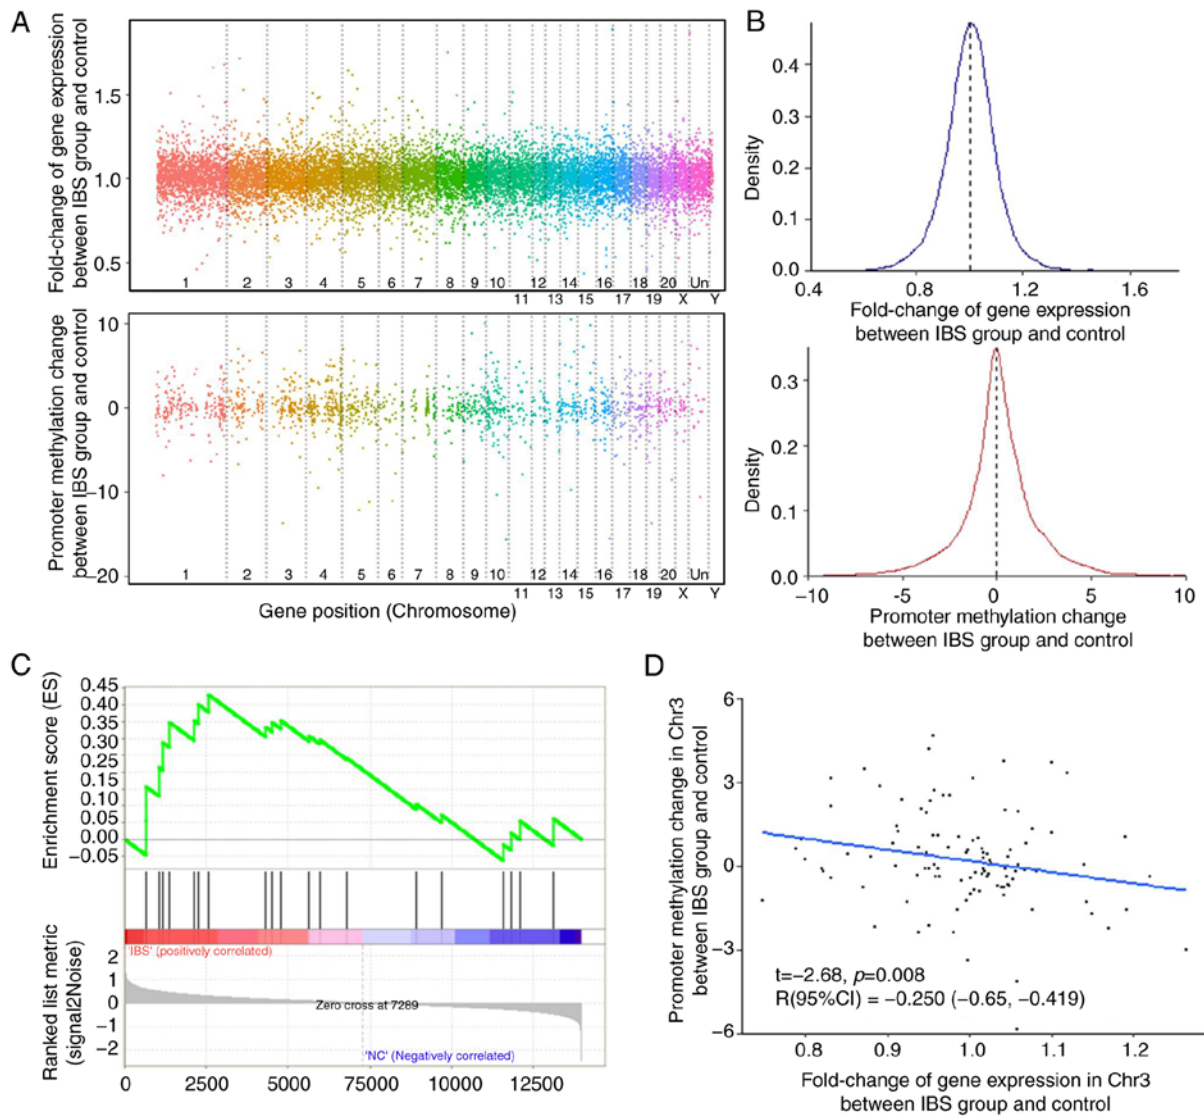 A
Fold-change of gene expression
between IBS group and control
1.5
1.0
0.5
1 2 3 4 5 6 7 8 9 10 12 14 16 18 20 Un
11 13 15 17 19 X Y
Promoter methylation change
between IBS group and control
10
0
−10
−20
1 2 3 4 5 6 7 8 9 10 12 14 16 18 20 Un
11 13 15 17 19 X Y
Gene position (Chromosome)
B
Density
0.4
0.3
0.2
0.1
0.0
0.4 0.8 1.2 1.6
Fold-change of gene expression
between IBS group and control
Density
0.3
0.2
0.1
0.0
−10 -5 0 5 10
Promoter methylation change
between IBS group and control
C
Enrichment score (ES)
0.45
0.40
0.35
0.30
0.25
0.15
0.10
0.05
0.00
−0.05
'IBS' (positively correlated)
Ranked list metric
(signal2Noise)
2
1
0
−1
−2
Zero cross at 7289
'NC' (Negatively correlated)
0 2500 5000 7500 10000 12500
D
Promoter methylation change in Chr3
between IBS group and control
6
3
0
−3
−6
t=−2.68, p=0.008
R(95%CI) = −0.250 (−0.65, −0.419)
0.8 0.9 1.0 1.1 1.2
Fold-change of gene expression in Chr3
between IBS group and control